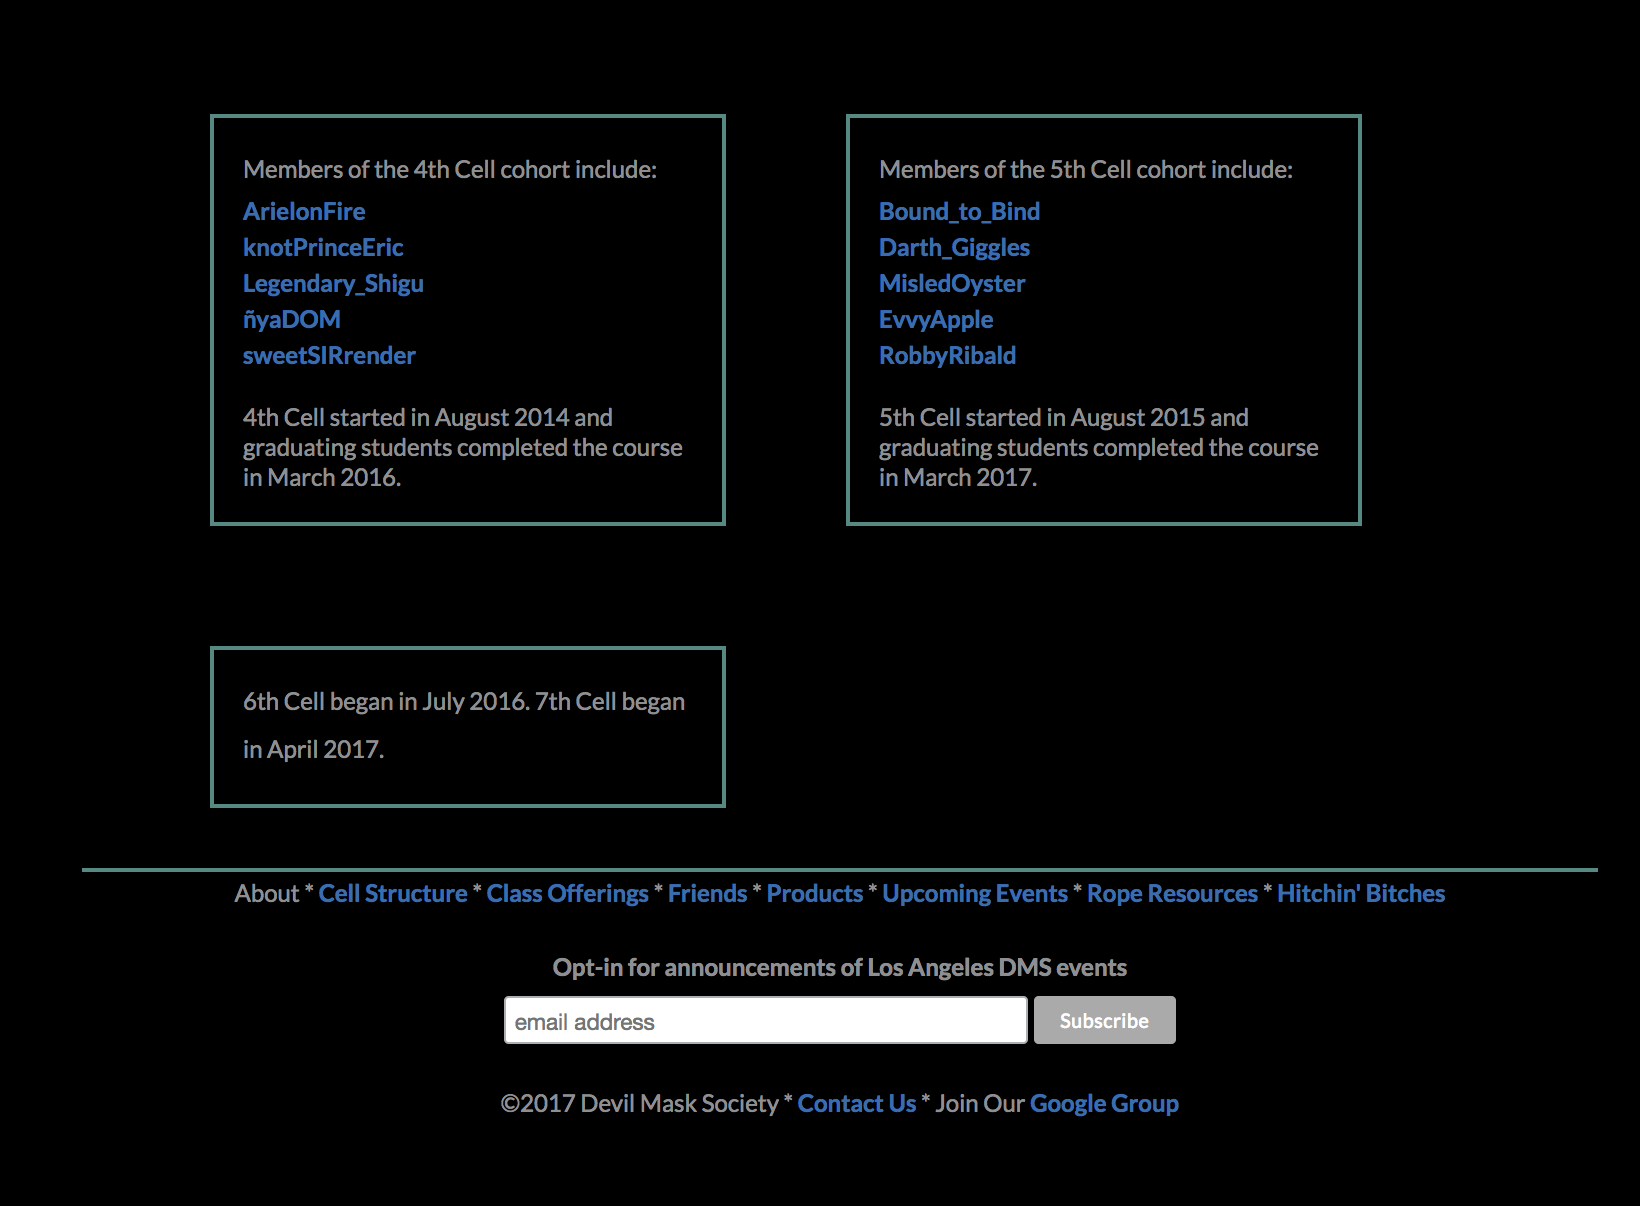 Members of the 4th Cell cohort include:
ArielonFire
knotPrinceEric
Legendary_Shigu
ñyaDOM
sweetSIRrender
4th Cell started in August 2014 and
graduating students completed the course
in March 2016.
Members of the 5th Cell cohort include:
Bound_to_Bind
Darth_Giggles
MisledOyster
EvvyApple
RobbyRibald
5th Cell started in August 2015 and
graduating students completed the course
in March 2017.
6th Cell began in July 2016. 7th Cell began
in April 2017.
About * Cell Structure * Class Offerings * Friends * Products * Upcoming Events * Rope Resources * Hitchin' Bitches
Opt-in for announcements of Los Angeles DMS events
email address
Subscribe
©2017 Devil Mask Society * Contact Us * Join Our Google Group